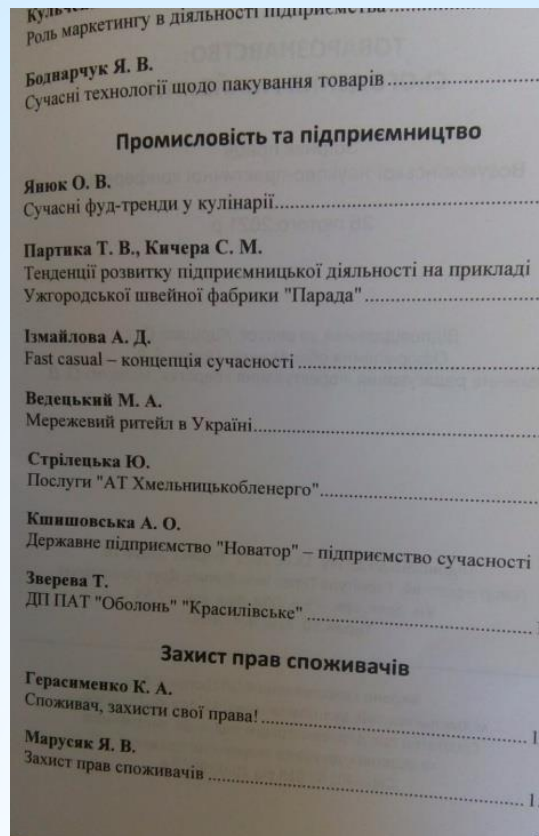 Роль маркетингу в діяльності підприємства
Боднарчук Я. В.
Сучасні технології щодо пакування товарів
Промисловість та підприємництво
Янюк О. В.
Сучасні фуд-тренди у кулінарії
Партика Т. В., Кичера С. М.
Тенденції розвитку підприємницької діяльності на прикладі
Ужгородської швейної фабрики "Парада"
Ізмайлова А. Д.
Fast casual – концепція сучасності
Ведецький М. А.
Мережевий ритейл в Україні
Стрілецька Ю.
Послуги "АТ Хмельницькобленерго"
Кшишовська А. О.
Державне підприємство "Новатор" – підприємство сучасності
Зверева Т.
ДП ПАТ "Оболонь" "Красилівське"
Захист прав споживачів
Герасименко К. А.
Споживач, захисти свої права!
Марусяк Я. В.
Захист прав споживачів